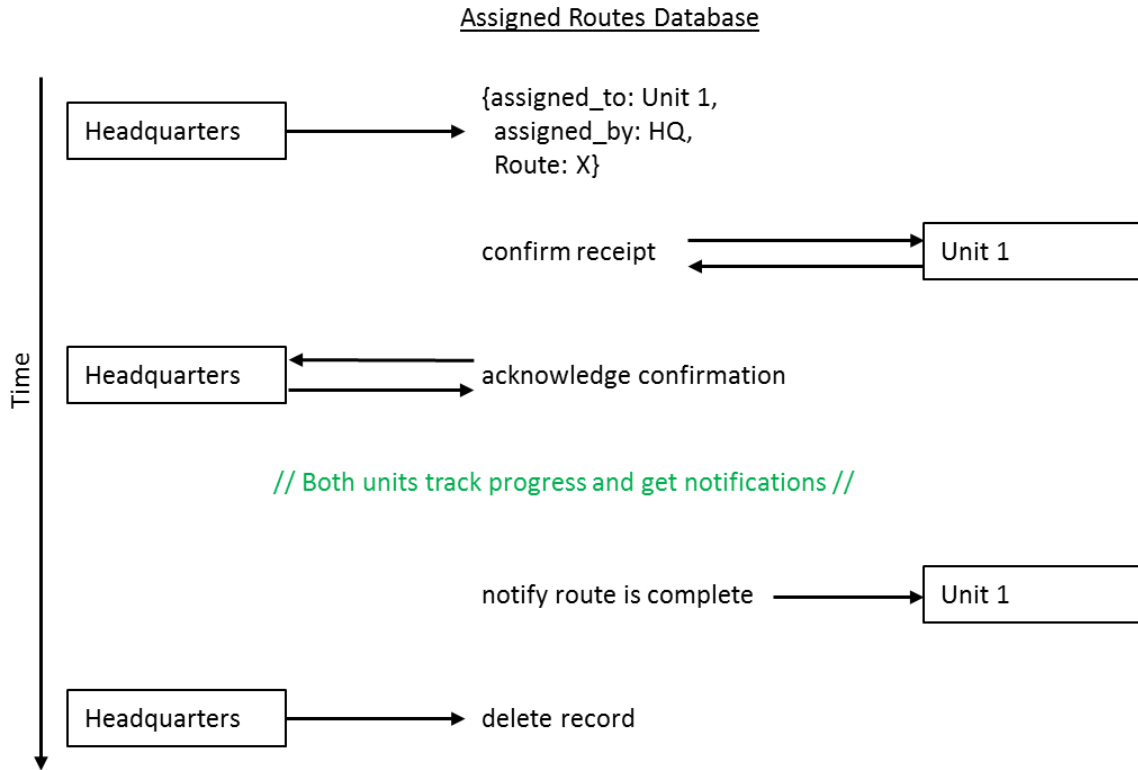 Assigned Routes Database
Headquarters
{assigned_to: Unit 1,
assigned_by: HQ,
Route: X}
confirm receipt
Unit 1
Time
Headquarters
acknowledge confirmation
// Both units track progress and get notifications //
notify route is complete
Unit 1
Headquarters
delete record